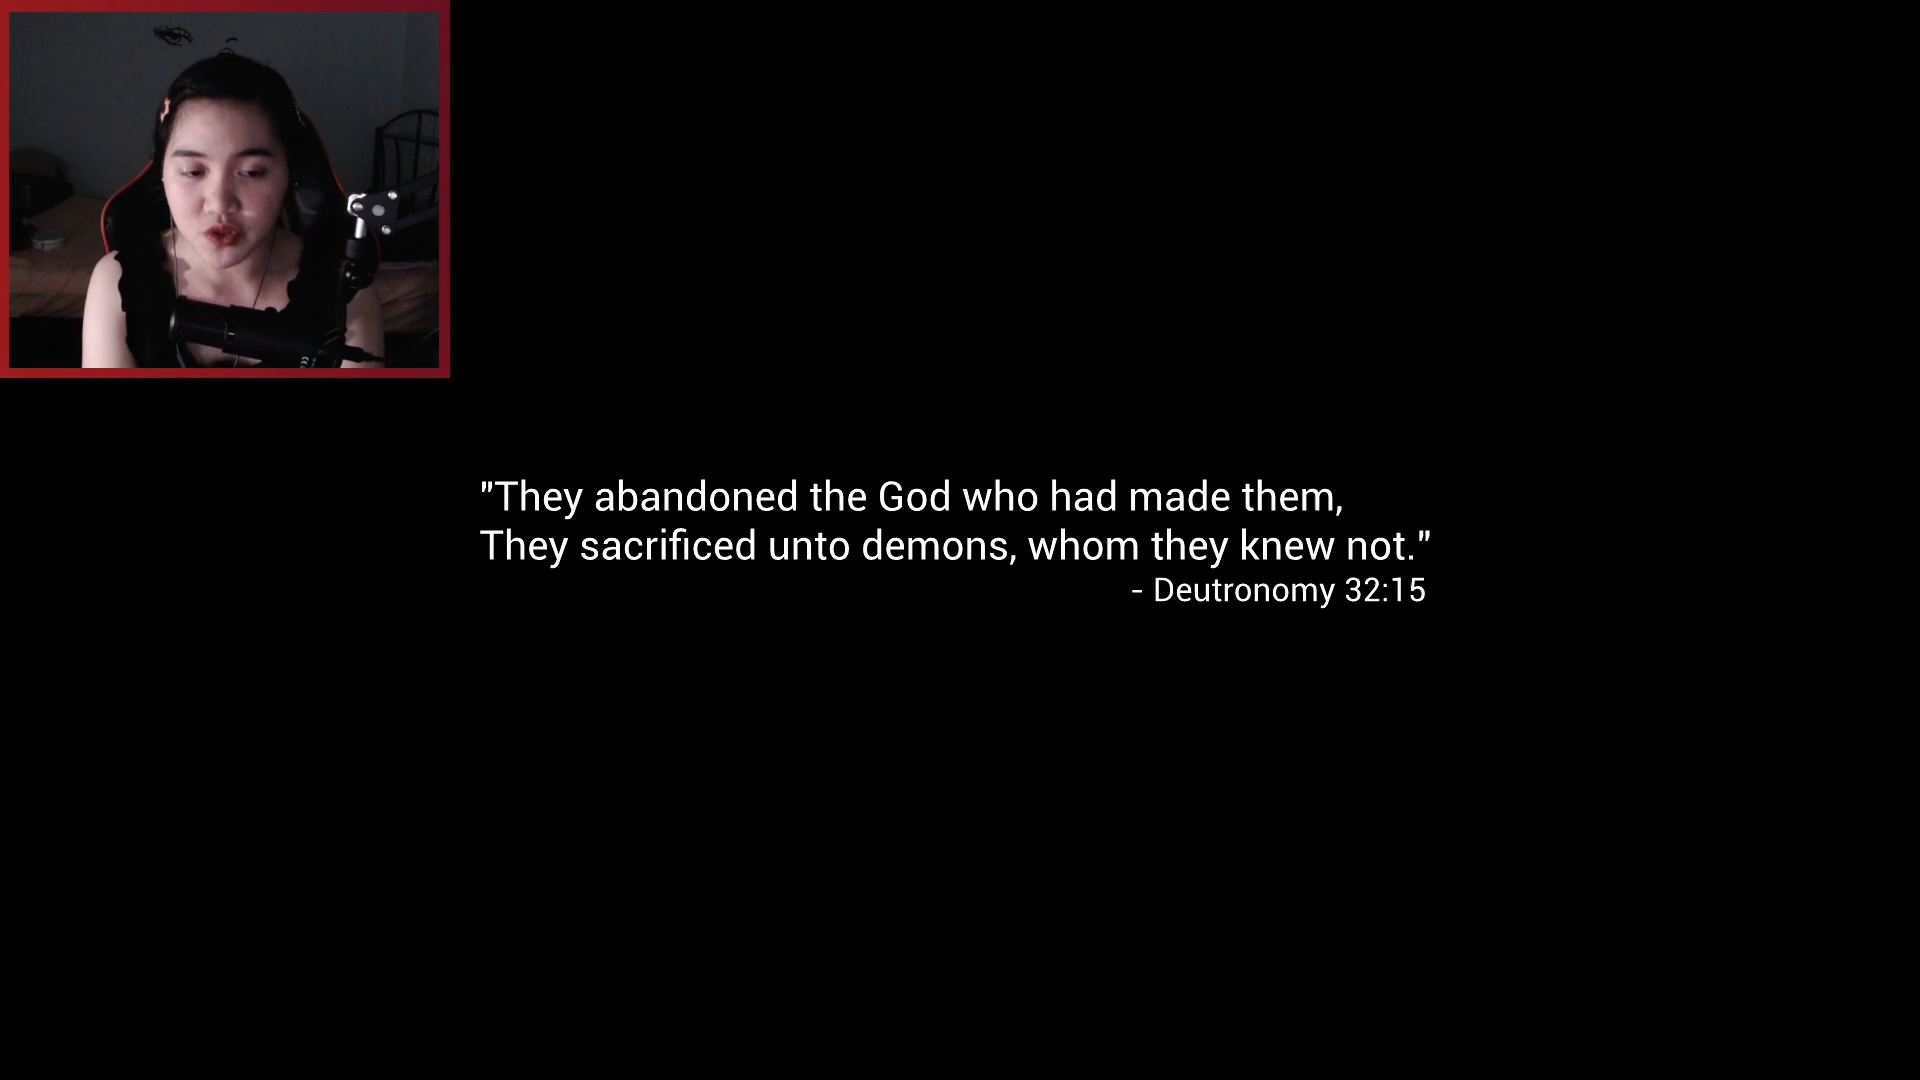 "They abandoned the God who had made them,
They sacrificed unto demons, whom they knew not."
- Deutronomy 32:15